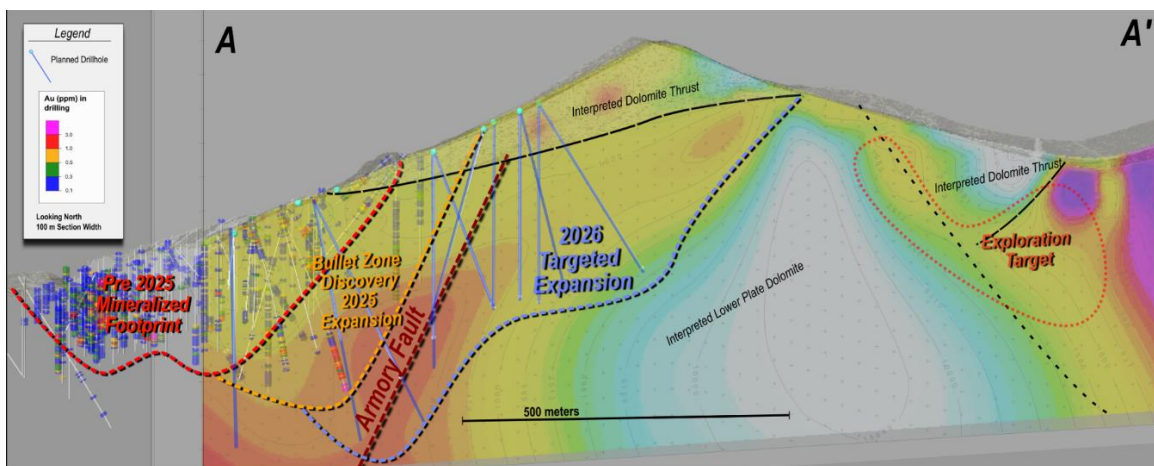 A
A'
Legend
Planned Drillhole
Au (ppm) in
drilling
3.0
1.0
0.5
0.3
0.1
Looking North
100 m Section Width
Interpreted Dolomite Thrust
Interpreted Dolomite Thrust
Pre 2025
Mineralized
Footprint
Bullet Zone
Discovery
2025
Expansion
Armory Fault
2026
Targeted
Expansion
Interpreted Lower Plate Dolomite
Exploration
Target
500 meters